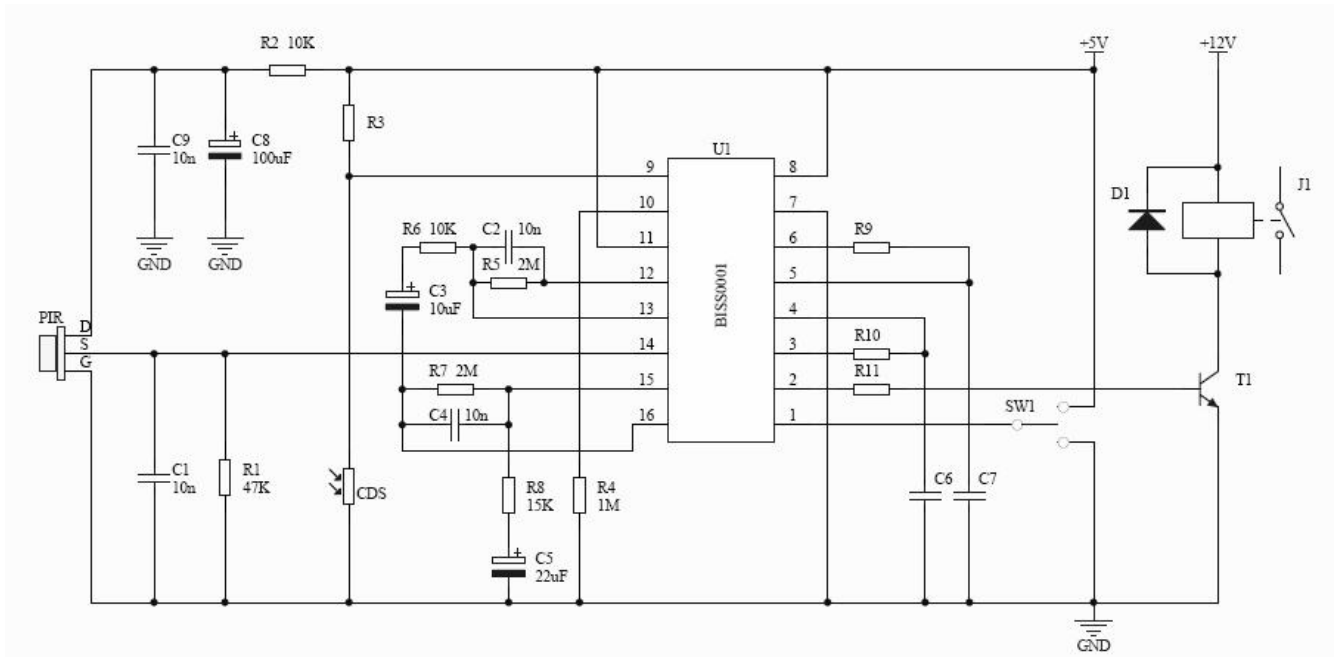 +5V
+12V
R2 10K
R3
C9
10n
C8
100uF
U1
GND
GND
9
8
10
7
11
6
12
5
13
4
14
3
15
2
16
1
BISS0001
R6 10K
C2
10n
R5 2M
C3
10uF
R9
D1
J1
PIR
D
S
G
R10
R7 2M
R11
T1
C4
10n
SW1
C1
10n
R1
47K
CDS
R8
15K
R4
1M
C6
C7
C5
22uF
GND